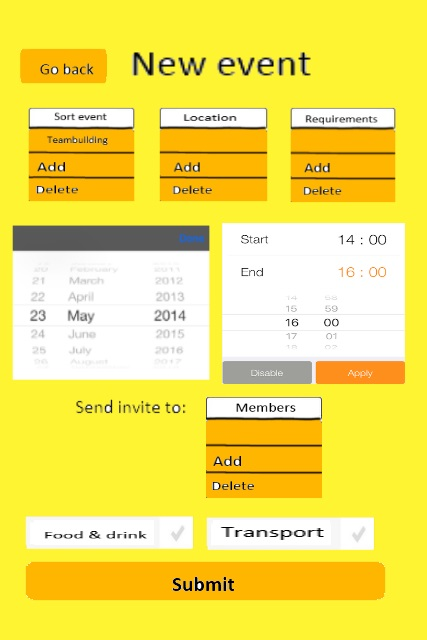 Go back
New event
Sort event
Location
Requirements
Teambuilding
Add
Add
Add
Delete
Delete
Delete
Start 14 : 00
End 16 : 00
20 February 2011
21 March 2012
22 April 2013
23 May 2014
24 June 2015
25 July 2016
26 August 2017
14 58
15 59
16 00
17 01
18 02
Disable
Apply
Send invite to:
Members
Add
Delete
Food & drink
Transport
Submit